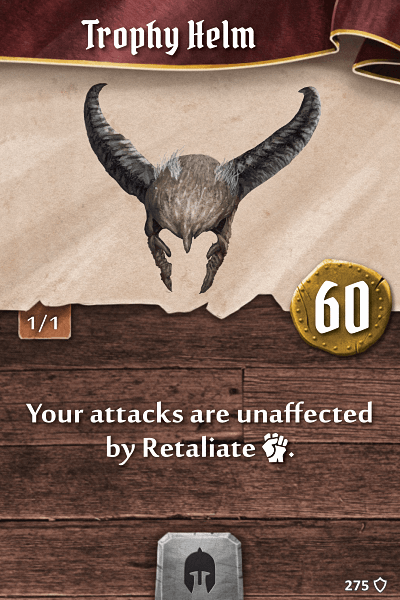 Trophy Helm
1/1
60
Your attacks are unaffected
by Retaliate.
275